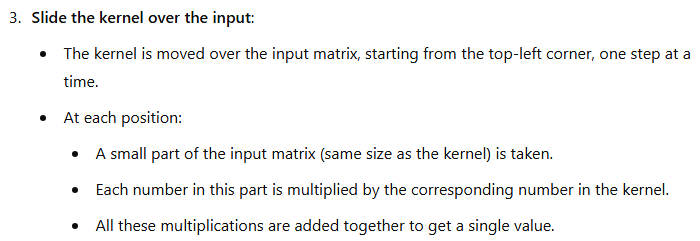 3. Slide the kernel over the input:
• The kernel is moved over the input matrix, starting from the top-left corner, one step at a
time.
• At each position:
• A small part of the input matrix (same size as the kernel) is taken.
• Each number in this part is multiplied by the corresponding number in the kernel.
• All these multiplications are added together to get a single value.